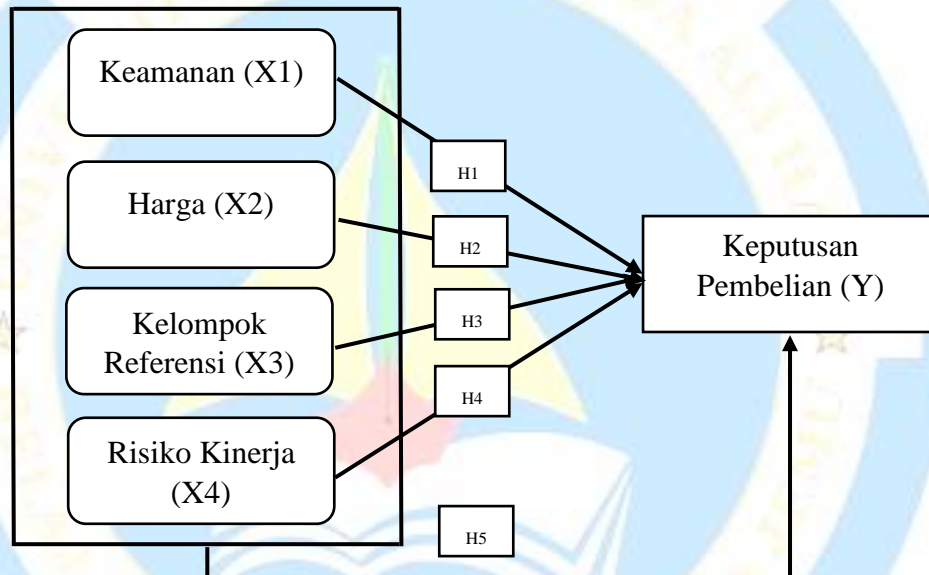 Keamanan (X1)
Harga (X2)
Kelompok
Referensi (X3)
Risiko Kinerja
(X4)
H1
H2
H3
H4
H5
Keputusan
Pembelian (Y)